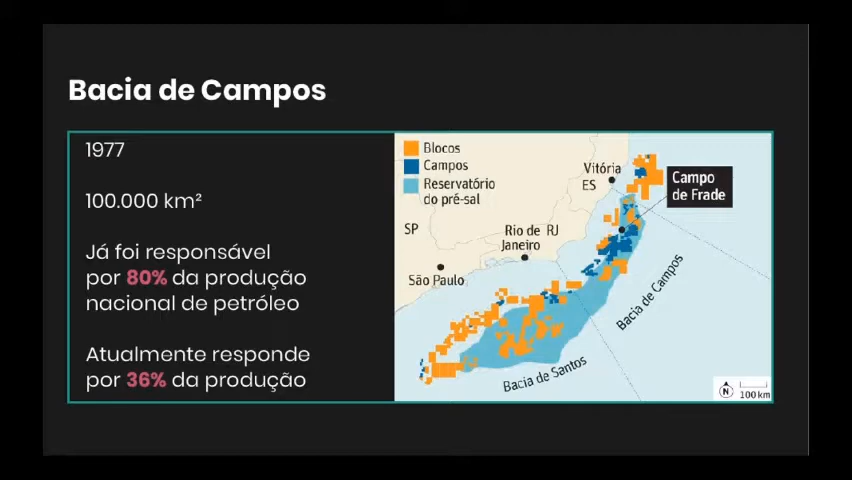 Bacia de Campos
1977
100.000 km²
Já foi responsável
por 80% da produção
nacional de petróleo
Atualmente responde
por 36% da produção
Blocos
Campos
Reservatório
do pré-sal
Vitória
ES
Campo
de Frade
SP
Rio de RJ
Janeiro
São Paulo
Bacia de Campos
Bacia de Santos
N
100 km